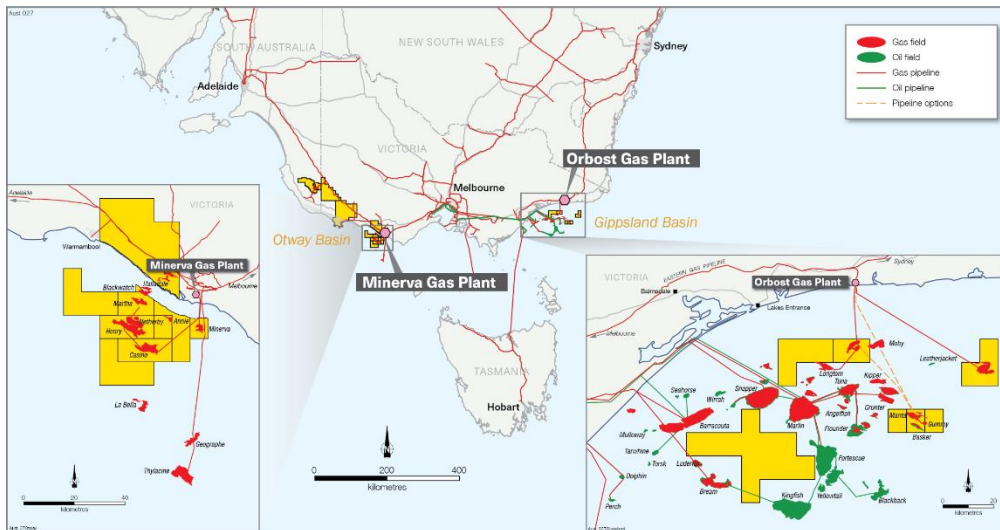 Aust 027
SOUTH AUSTRALIA
NEW SOUTH WALES
Sydney
Adelaide
VICTORIA
Melbourne
Orbost Gas Plant
Otway Basin
Gippsland Basin
Minerva Gas Plant
TASMANIA
Hobart
0 200 400
kilometres
Gas field
Oil field
Gas pipeline
Oil pipeline
Pipeline options
Adelaide
VICTORIA
Warrnambool
Minerva Gas Plant
Halladale
Melbourne
Blackwatch
Martha
Netherby
Annie
Henry
Minerva
Casino
La Bella
Geographe
Thylacine
0 20 40
kilometres
VICTORIA
EASTERN GAS PIPELINE
Sydney
Bairnsdale
Lakes Entrance
Orbost Gas Plant
Melbourne
Moby
Leatherjacket
Longtom
Kipper
Tuna
Seahorse
Wirrah
Snapper
Angelfish
Grunter
Manta
Gummy
Basker
Marlin
Flounder
Barracouta
Mulloway
Tarwhine
Torsk
Luderick
Fortescue
Dolphin
Bream
Kingfish
Yellowtail
Blackback
Perch
0 10 20
kilometres